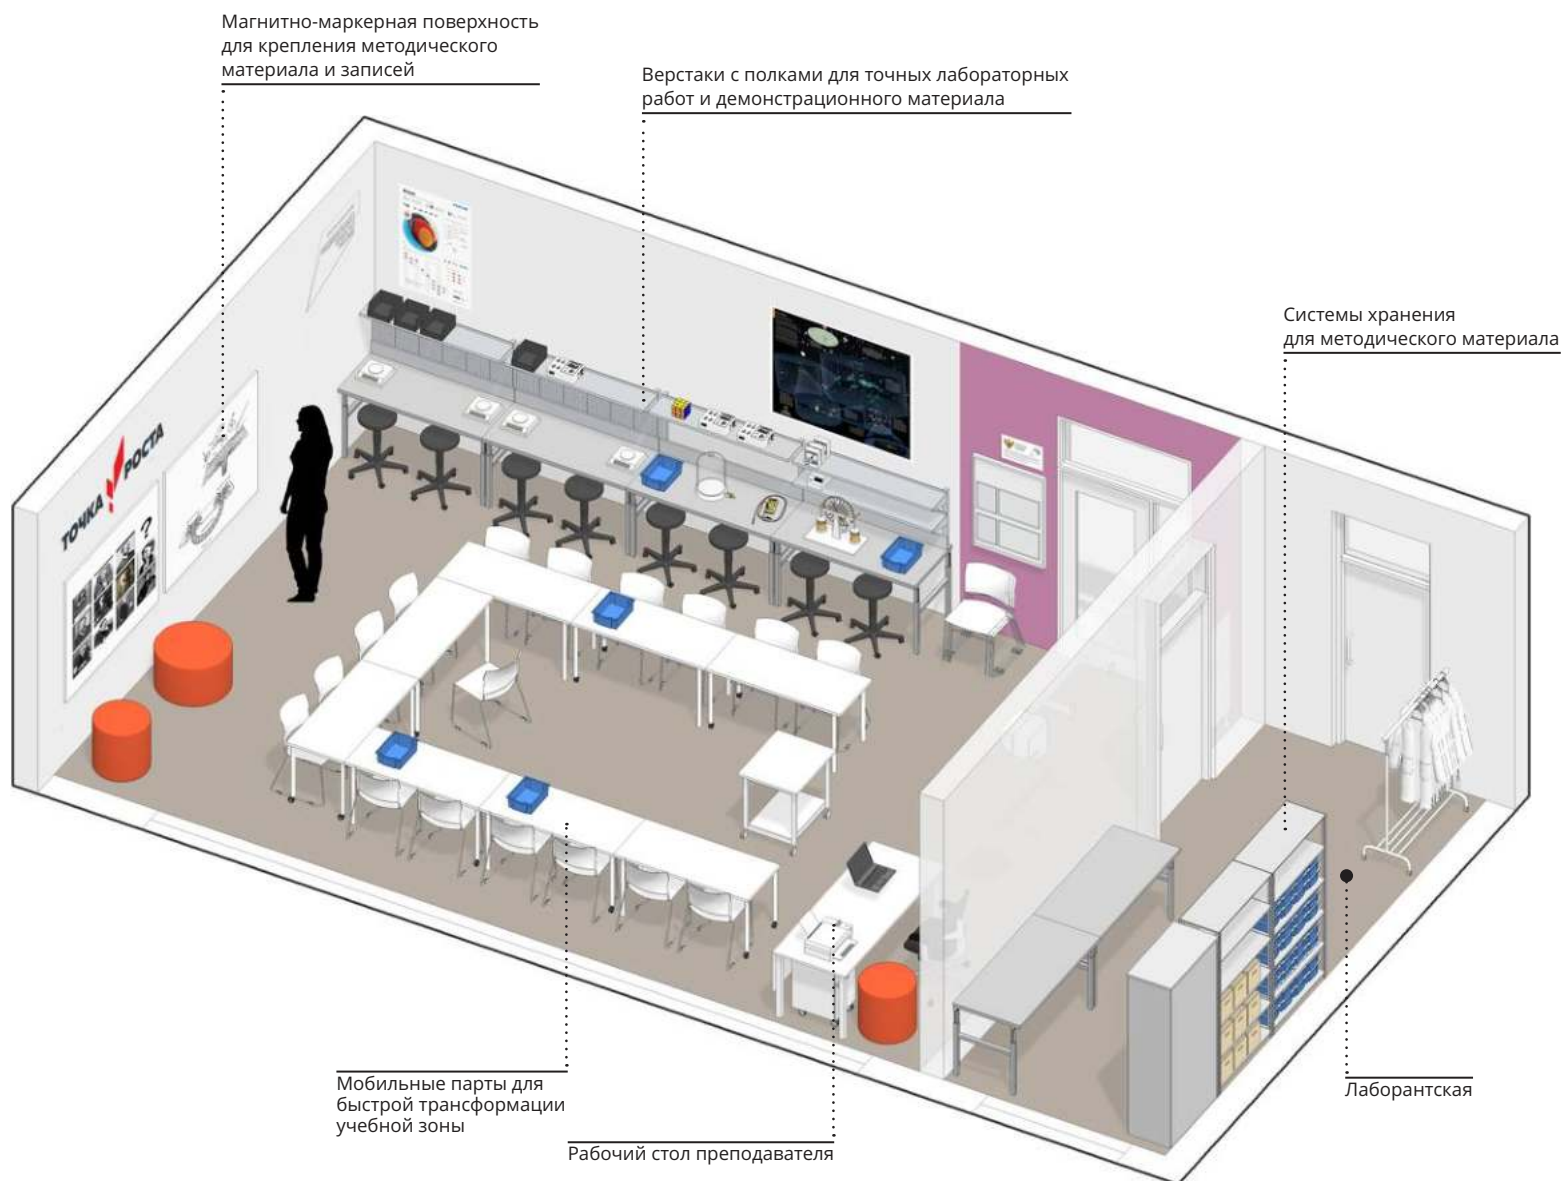 Магнитно-маркерная поверхность
для крепления методического
материала и записей
Верстаки с полками для точных лабораторных
работ и демонстрационного материала
Системы хранения
для методического материала
ТОЧКА РОСТА
?
Мобильные парты для
быстрой трансформации
учебной зоны
Рабочий стол преподавателя
Лаборантская